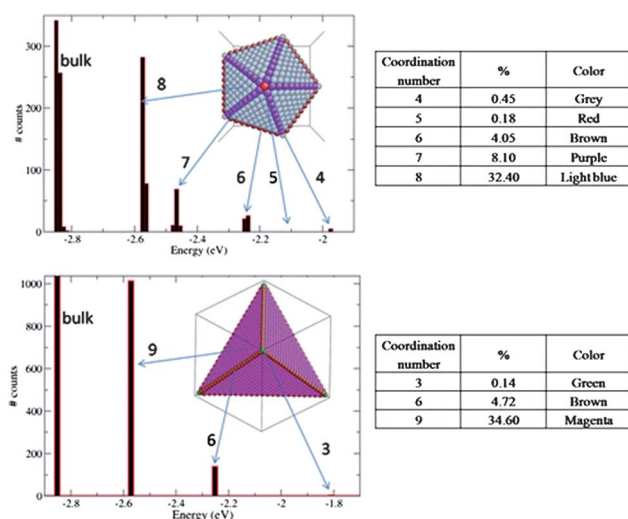 300
200
100
0
# counts
bulk
8
7
6
5
4
-2.8
-2.6
-2.4
-2.2
-2
Energy (eV)
Coordination number
%
Color
4
0.45
Grey
5
0.18
Red
6
4.05
Brown
7
8.10
Purple
8
32.40
Light blue
1000
800
600
400
200
0
# counts
bulk
9
6
3
-2.8
-2.6
-2.4
-2.2
-2
-1.8
Energy (eV)
Coordination number
%
Color
3
0.14
Green
6
4.72
Brown
9
34.60
Magenta